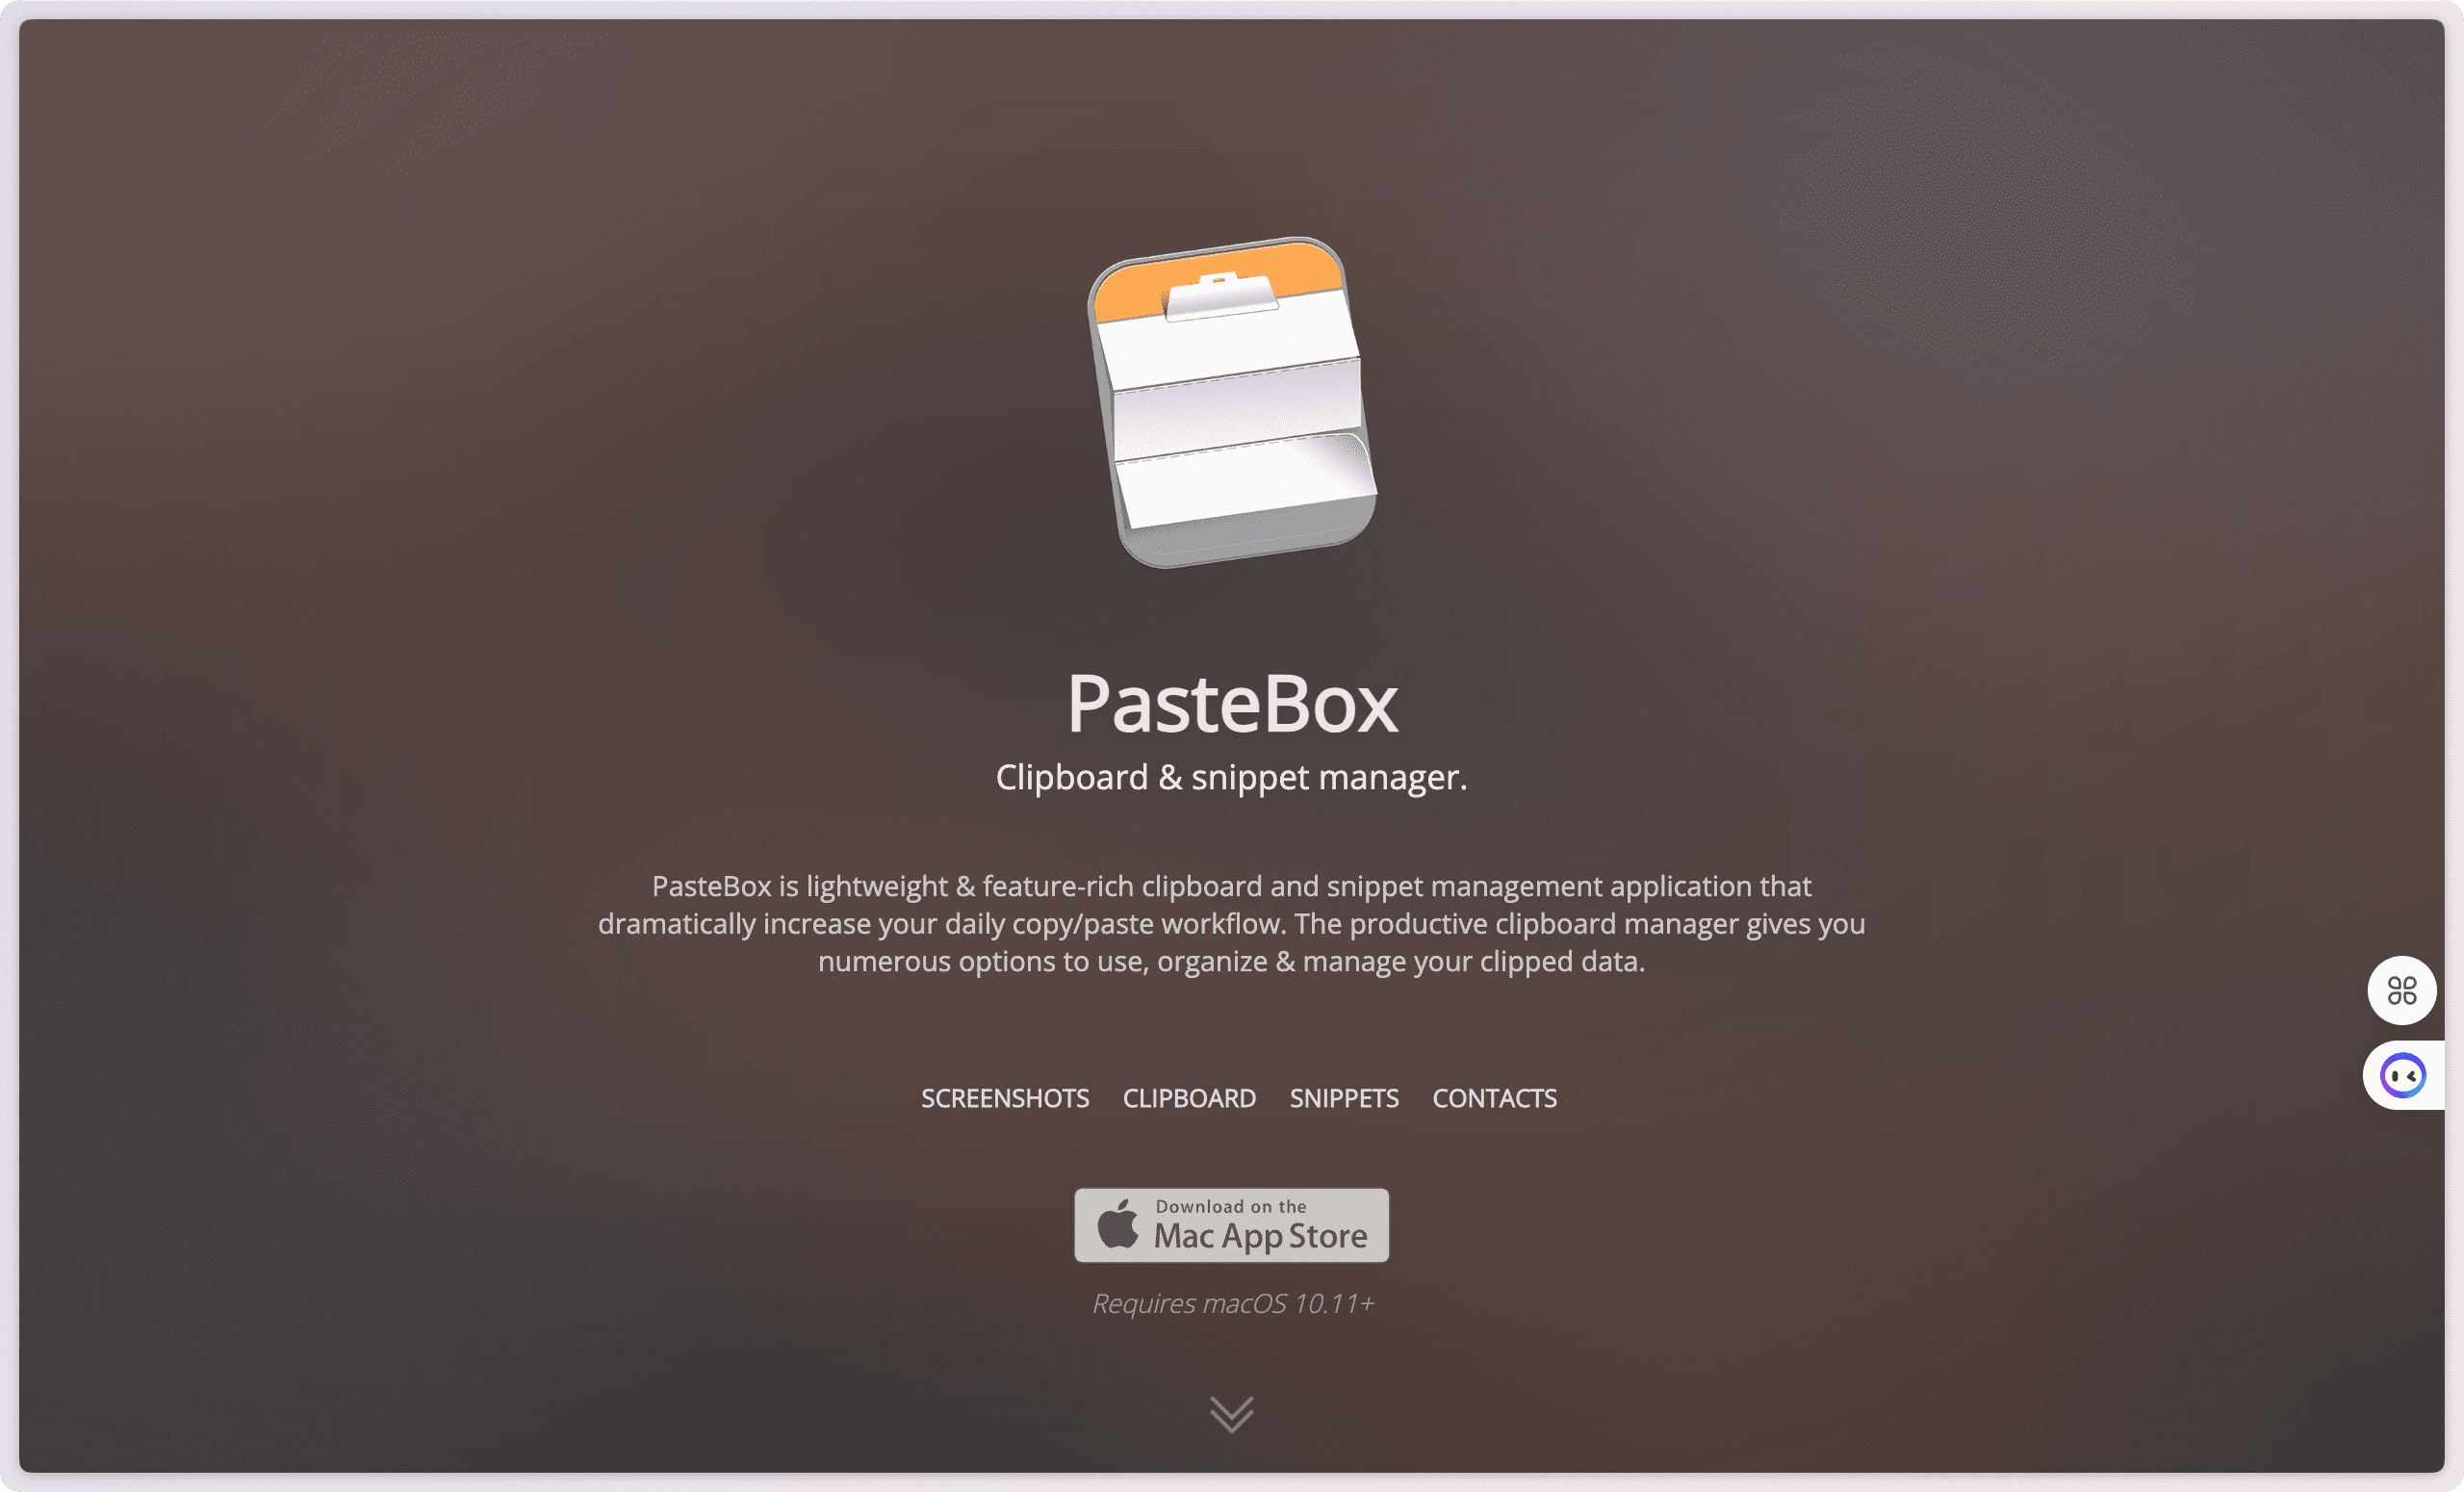 PasteBox
Clipboard & snippet manager.
PasteBox is lightweight & feature-rich clipboard and snippet management application that
dramatically increase your daily copy/paste workflow. The productive clipboard manager gives you
numerous options to use, organize & manage your clipped data.
SCREENSHOTS CLIPBOARD SNIPPETS CONTACTS
Download on the
Mac App Store
Requires macOS 10.11+